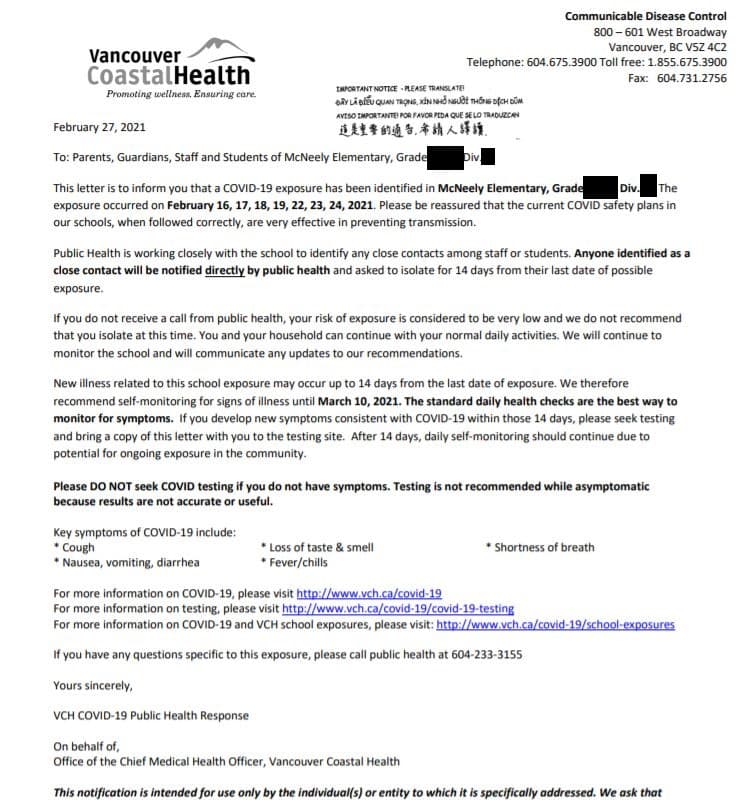 Communicable Disease Control
800 – 601 West Broadway
Vancouver, BC V5Z 4C2
Telephone: 604.675.3900 Toll free: 1.855.675.3900
Fax: 604.731.2756
Vancouver
CoastalHealth
Promoting wellness. Ensuring care.
IMPORTANT NOTICE - PLEASE TRANSLATE!
ĐÂY LÀ ĐIỀU QUAN TRỌNG, XIN NHỜ NGƯỜI THÔNG DỊCH DÙM
AVISO IMPORTANTE! FOR FAVOR PIDA QUE SE LO TRADUZCAN
這是重要的通告,希請人譯讀
February 27, 2021
To: Parents, Guardians, Staff and Students of McNeely Elementary, Grade Div.
This letter is to inform you that a COVID-19 exposure has been identified in McNeely Elementary, Grade Div. The
exposure occurred on February 16, 17, 18, 19, 22, 23, 24, 2021. Please be reassured that the current COVID safety plans in
our schools, when followed correctly, are very effective in preventing transmission.
Public Health is working closely with the school to identify any close contacts among staff or students. Anyone identified as a
close contact will be notified directly by public health and asked to isolate for 14 days from their last date of possible
exposure.
If you do not receive a call from public health, your risk of exposure is considered to be very low and we do not recommend
that you isolate at this time. You and your household can continue with your normal daily activities. We will continue to
monitor the school and will communicate any updates to our recommendations.
New illness related to this school exposure may occur up to 14 days from the last date of exposure. We therefore
recommend self-monitoring for signs of illness until March 10, 2021. The standard daily health checks are the best way to
monitor for symptoms. If you develop new symptoms consistent with COVID-19 within those 14 days, please seek testing
and bring a copy of this letter with you to the testing site. After 14 days, daily self-monitoring should continue due to
potential for ongoing exposure in the community.
Please DO NOT seek COVID testing if you do not have symptoms. Testing is not recommended while asymptomatic
because results are not accurate or useful.
Key symptoms of COVID-19 include:
* Cough * Loss of taste & smell * Shortness of breath
* Nausea, vomiting, diarrhea * Fever/chills
For more information on COVID-19, please visit http://www.vch.ca/covid-19
For more information on testing, please visit http://www.vch.ca/covid-19/covid-19-testing
For more information on COVID-19 and VCH school exposures, please visit: http://www.vch.ca/covid-19/school-exposures
If you have any questions specific to this exposure, please call public health at 604-233-3155
Yours sincerely,
VCH COVID-19 Public Health Response
On behalf of,
Office of the Chief Medical Health Officer, Vancouver Coastal Health
This notification is intended for use only by the individual(s) or entity to which it is specifically addressed. We ask that